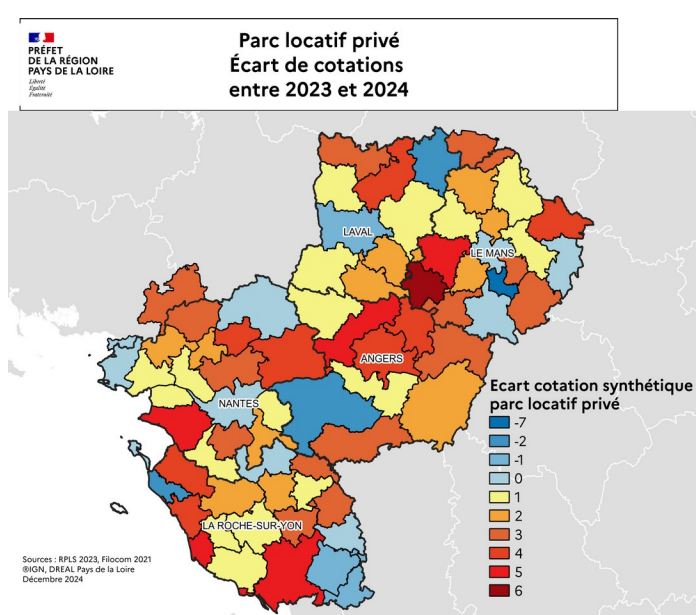 PRÉFET
DE LA RÉGION
PAYS DE LA LOIRE
Liberté
Égalité
Fraternité
Parc locatif privé
Écart de cotations
entre 2023 et 2024
LAVAL
LE MANS
ANGERS
NANTES
LA ROCHE-SUR-YON
Ecart cotation synthétique
parc locatif privé
-7
-2
-1
0
1
2
3
4
5
6
Sources : RPLS 2023, Filocom 2021
®IGN, DREAL Pays de la Loire
Décembre 2024